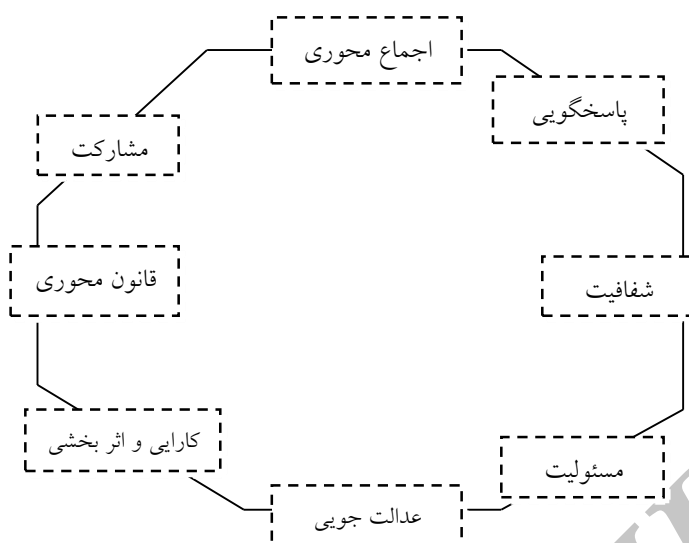 اجماع محوری
پاسخگویی
مشارکت
شفافیت
قانون محوری
کارایی و اثر بخشی
مسئولیت
عدالت جویی